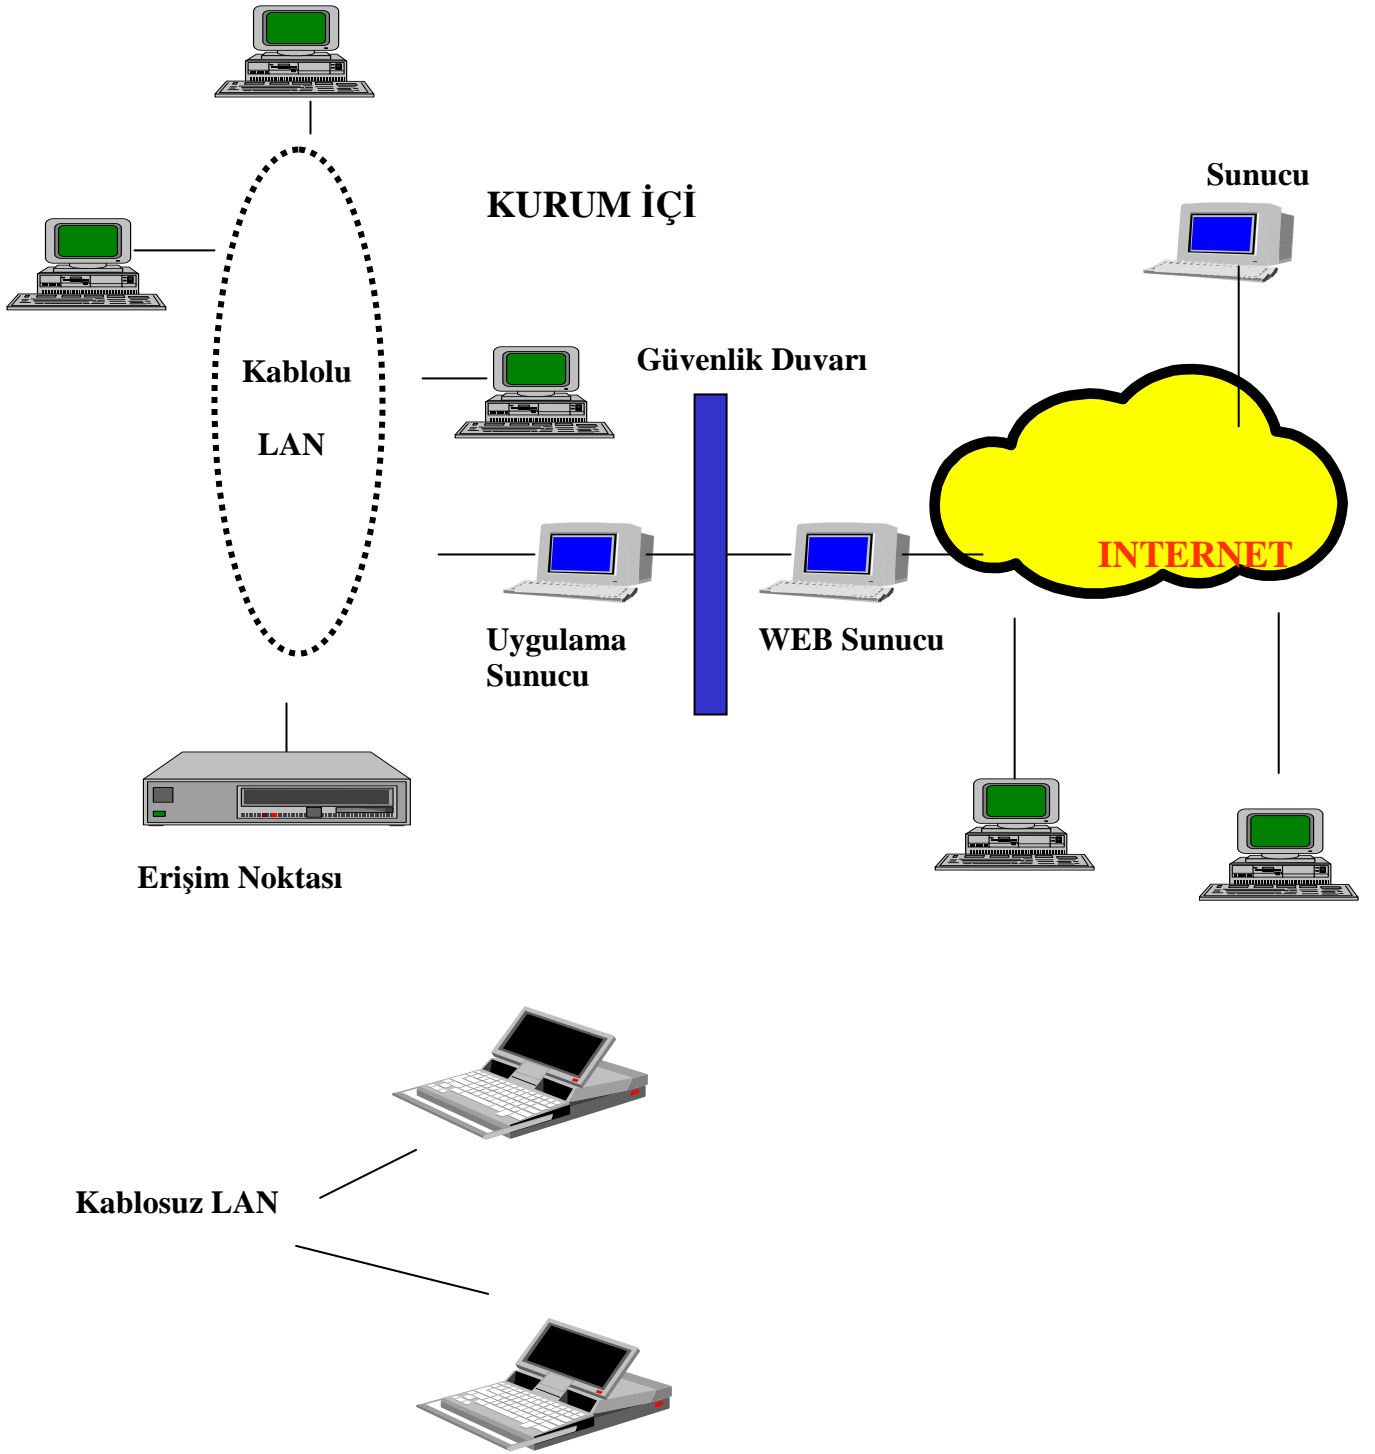 KURUM İÇİ
Sunucu
Güvenlik Duvarı
Kablolu
LAN
INTERNET
Uygulama
Sunucu
WEB Sunucu
Erişim Noktası
Kablosuz LAN